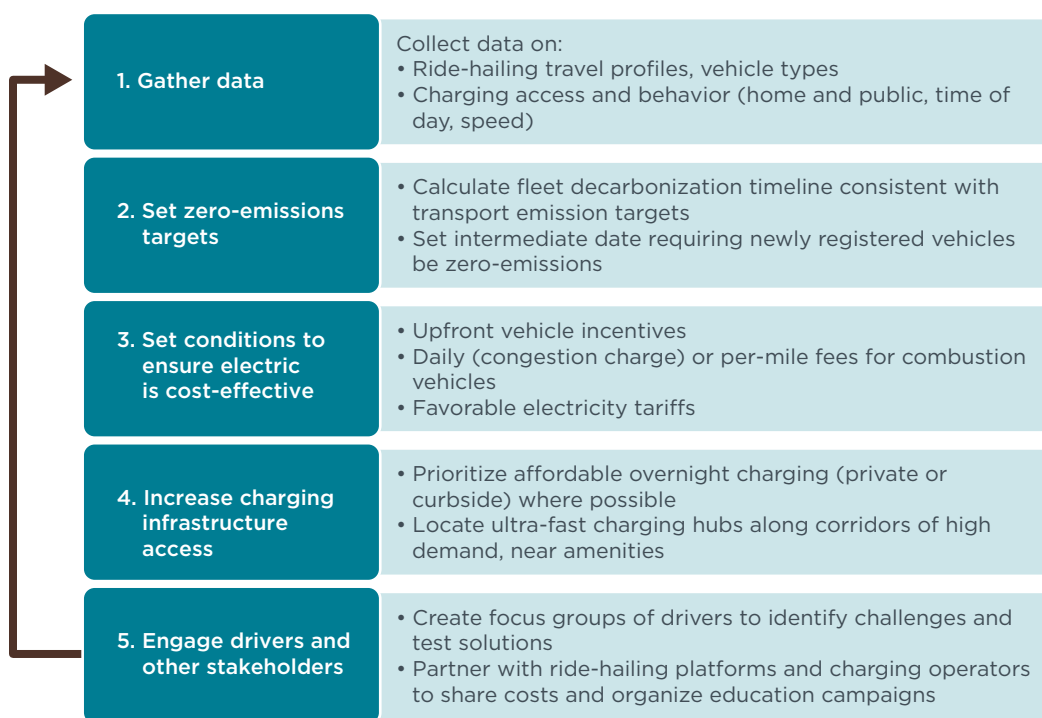 1. Gather data
Collect data on:
• Ride-hailing travel profiles, vehicle types
• Charging access and behavior (home and public, time of
day, speed)
2. Set zero-emissions
targets
• Calculate fleet decarbonization timeline consistent with
transport emission targets
• Set intermediate date requiring newly registered vehicles
be zero-emissions
3. Set conditions to
ensure electric
is cost-effective
• Upfront vehicle incentives
• Daily (congestion charge) or per-mile fees for combustion
vehicles
• Favorable electricity tariffs
4. Increase charging
infrastructure
access
• Prioritize affordable overnight charging (private or
curbside) where possible
• Locate ultra-fast charging hubs along corridors of high
demand, near amenities
5. Engage drivers and
other stakeholders
• Create focus groups of drivers to identify challenges and
test solutions
• Partner with ride-hailing platforms and charging operators
to share costs and organize education campaigns